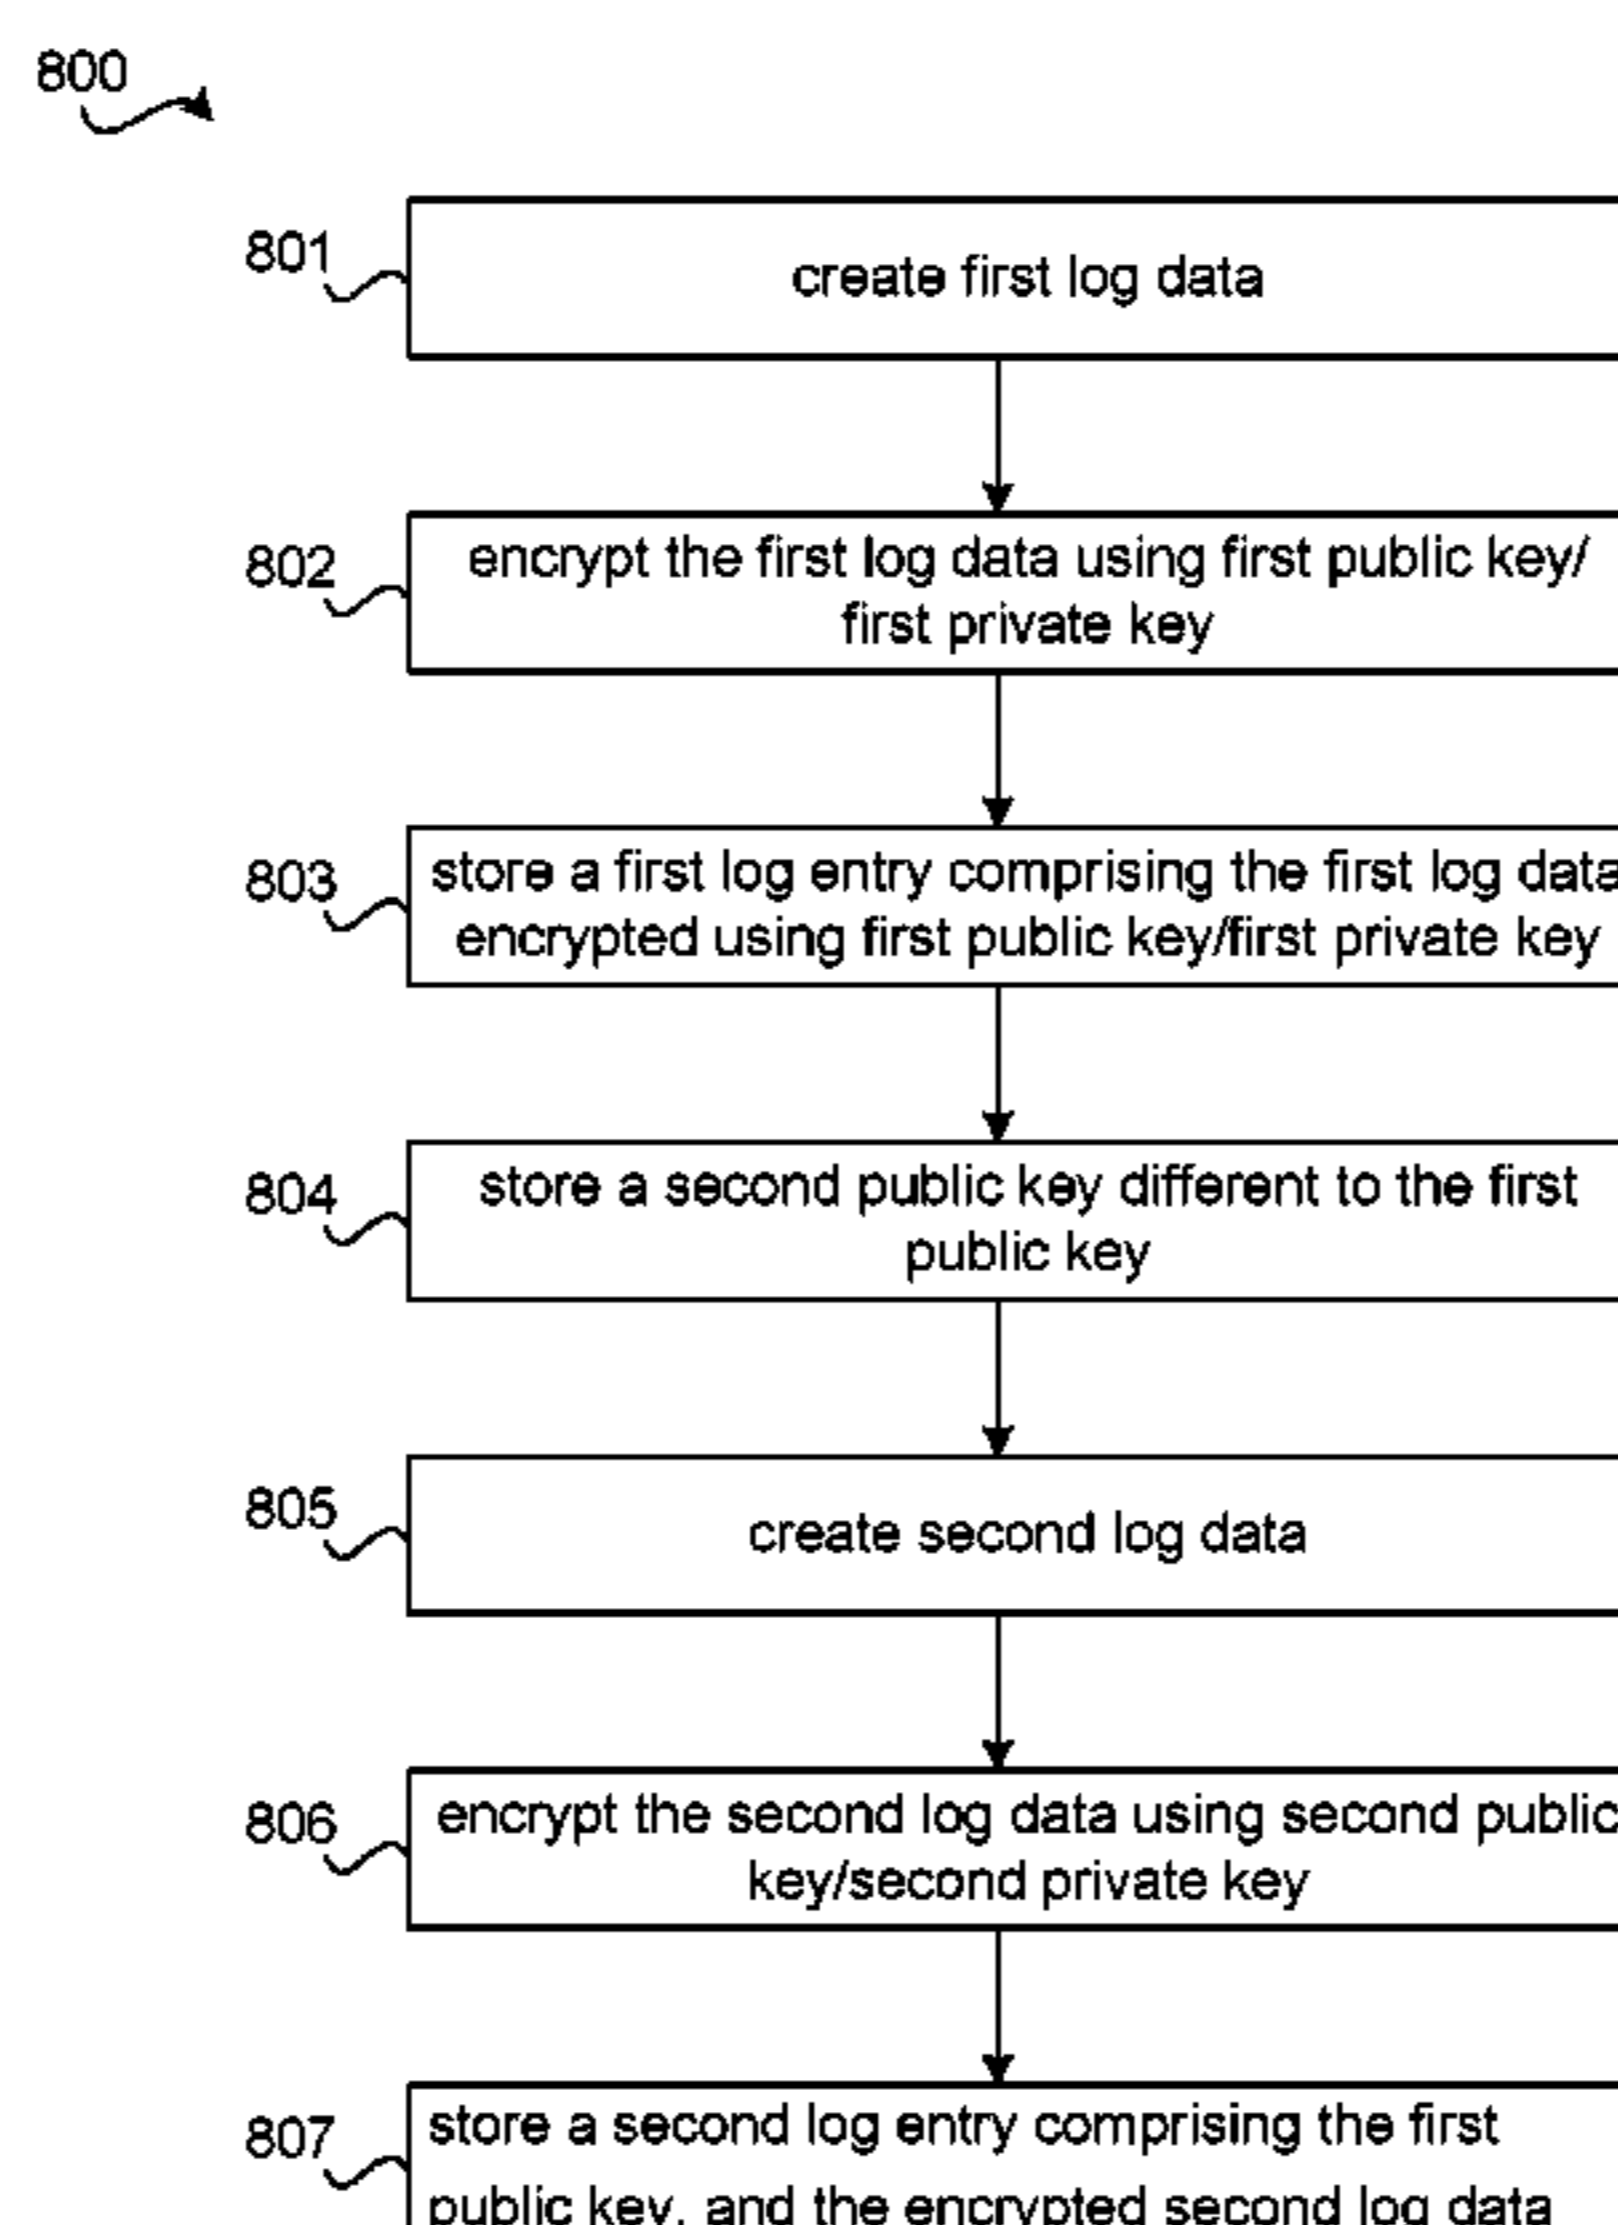 800
801
create first log data
802
encrypt the first log data using first public key/
first private key
803
store a first log entry comprising the first log data
encrypted using first public key/first private key
804
store a second public key different to the first
public key
805
create second log data
806
encrypt the second log data using second public
key/second private key
807
store a second log entry comprising the first
public key, and the encrypted second log data